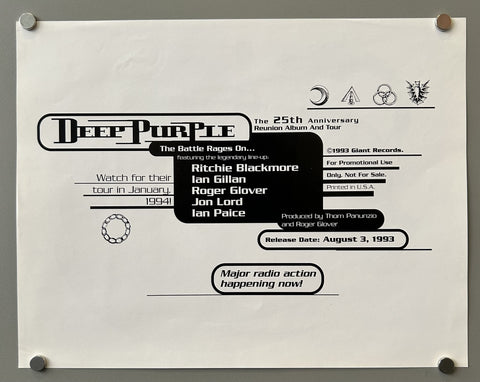 DEEP PURPLE
The 25th Anniversary
Reunion Album And Tour
The Battle Rages On...
featuring the legendary line-up:
Ritchie Blackmore
Ian Gillan
Roger Glover
Jon Lord
Ian Paice
Watch for their
tour in January,
1994!
©1993 Giant Records.
For Promotional Use
Only. Not For Sale.
Printed in U.S.A.
Produced by Thom Panunzio
and Roger Glover
Release Date: August 3, 1993
Major radio action
happening now!